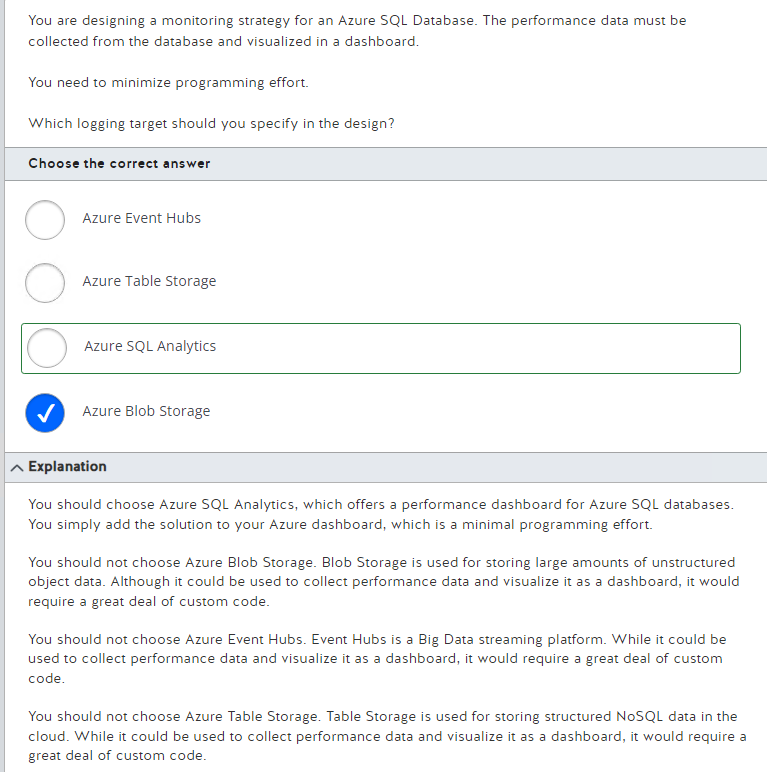 You are designing a monitoring strategy for an Azure SQL Database. The performance data must be
collected from the database and visualized in a dashboard.
You need to minimize programming effort.
Which logging target should you specify in the design?
Choose the correct answer
Azure Event Hubs
Azure Table Storage
Azure SQL Analytics
Azure Blob Storage
Explanation
You should choose Azure SQL Analytics, which offers a performance dashboard for Azure SQL databases.
You simply add the solution to your Azure dashboard, which is a minimal programming effort.
You should not choose Azure Blob Storage. Blob Storage is used for storing large amounts of unstructured
object data. Although it could be used to collect performance data and visualize it as a dashboard, it would
require a great deal of custom code.
You should not choose Azure Event Hubs. Event Hubs is a Big Data streaming platform. While it could be
used to collect performance data and visualize it as a dashboard, it would require a great deal of custom
code.
You should not choose Azure Table Storage. Table Storage is used for storing structured NoSQL data in the
cloud. While it could be used to collect performance data and visualize it as a dashboard, it would require a
great deal of custom code.